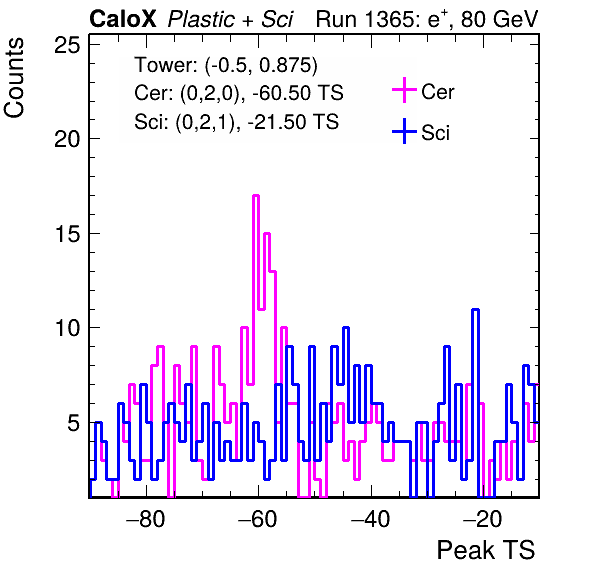 CaloX Plastic + Sci Run 1365: e+, 80 GeV
Counts
25
20
15
10
5
Tower: (-0.5, 0.875)
Cer: (0,2,0), -60.50 TS
Sci: (0,2,1), -21.50 TS
Cer
Sci
−80 −60 −40 −20
Peak TS